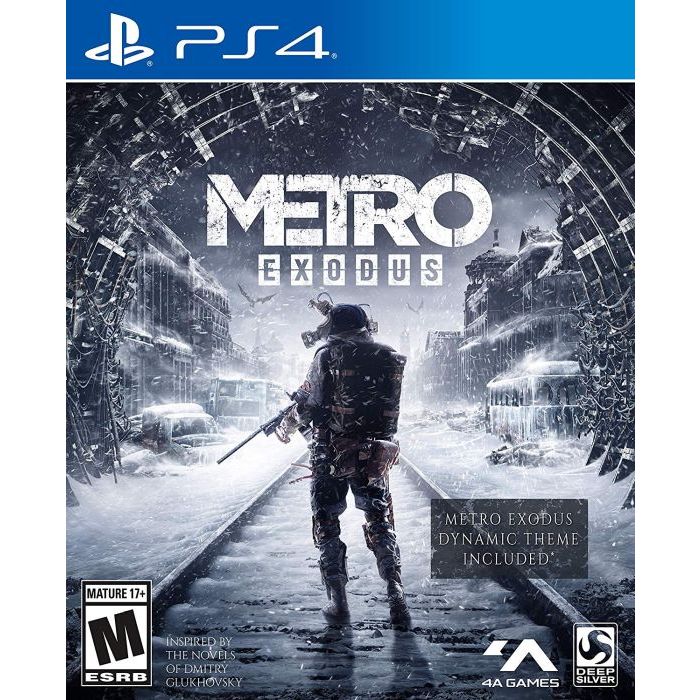 PS4
METRO
EXODUS
METRO EXODUS
DYNAMIC THEME
INCLUDED*
MATURE 17+
M
ESRB
INSPIRED BY
THE NOVELS
OF DMITRY
GLUKHOVSKY
4A GAMES
DEEP
SILVER